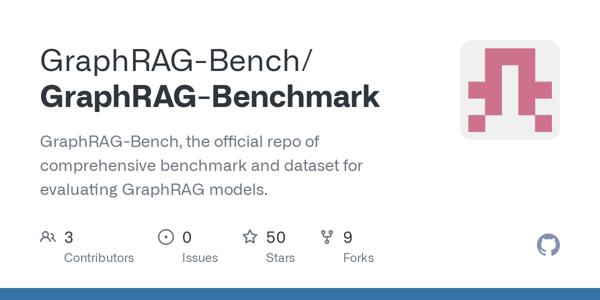 GraphRAG-Bench/
GraphRAG-Benchmark
GraphRAG-Bench, the official repo of
comprehensive benchmark and dataset for
evaluating GraphRAG models.
3
Contributors
0
Issues
50
Stars
9
Forks